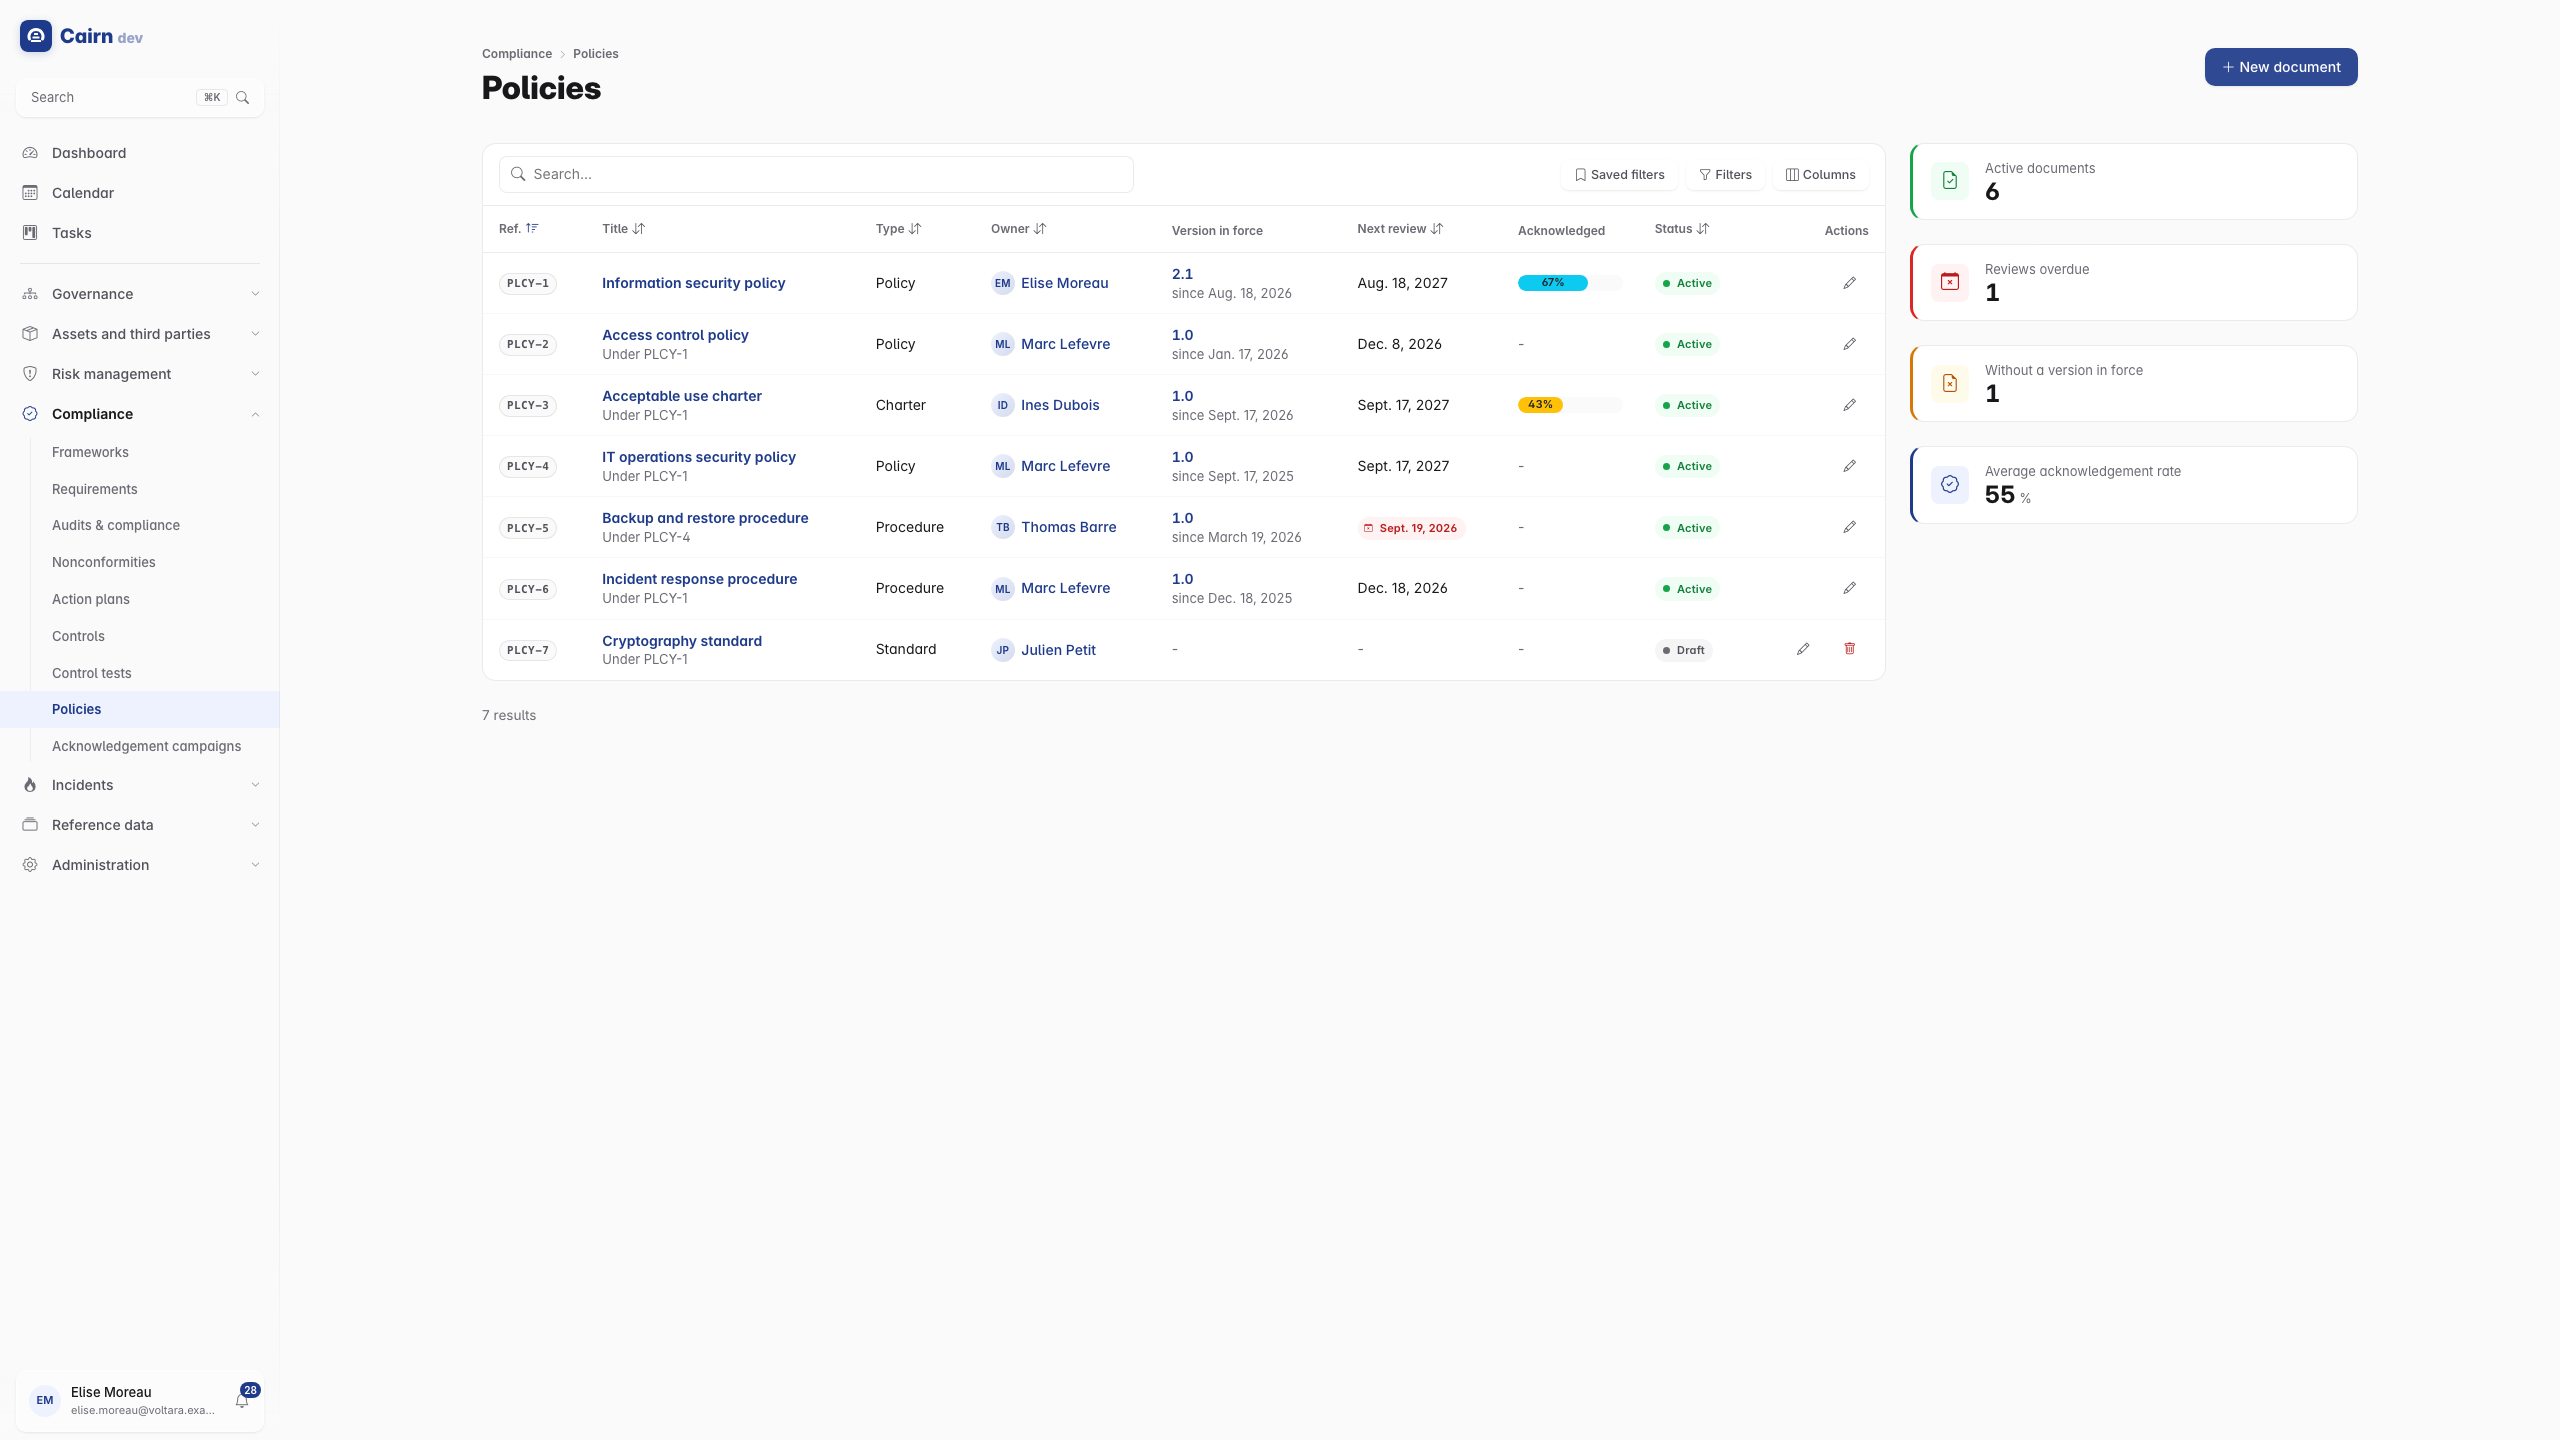 Cairn dev
Search ⌘K
Dashboard
Calendar
Tasks
Governance
Assets and third parties
Risk management
Compliance
Frameworks
Requirements
Audits & compliance
Nonconformities
Action plans
Controls
Control tests
Policies
Acknowledgement campaigns
Incidents
Reference data
Administration
EM
Elise Moreau
elise.moreau@voltara.exa...
28
Compliance > Policies
Policies
+ New document
Search...
Saved filters Filters Columns
Ref. Title Type Owner Version in force Next review Acknowledged Status Actions
PLCY-1 Information security policy Policy EM Elise Moreau 2.1 Aug. 18, 2027 67% Active
since Aug. 18, 2026
PLCY-2 Access control policy Policy ML Marc Lefevre 1.0 Dec. 8, 2026 - Active
Under PLCY-1 since Jan. 17, 2026
PLCY-3 Acceptable use charter Charter ID Ines Dubois 1.0 Sept. 17, 2027 43% Active
Under PLCY-1 since Sept. 17, 2026
PLCY-4 IT operations security policy Policy ML Marc Lefevre 1.0 Sept. 17, 2027 - Active
Under PLCY-1 since Sept. 17, 2025
PLCY-5 Backup and restore procedure Procedure TB Thomas Barre 1.0 Sept. 19, 2026 - Active
Under PLCY-4 since March 19, 2026
PLCY-6 Incident response procedure Procedure ML Marc Lefevre 1.0 Dec. 18, 2026 - Active
Under PLCY-1 since Dec. 18, 2025
PLCY-7 Cryptography standard Standard JP Julien Petit - - - Draft
Under PLCY-1
7 results
Active documents
6
Reviews overdue
1
Without a version in force
1
Average acknowledgement rate
55 %